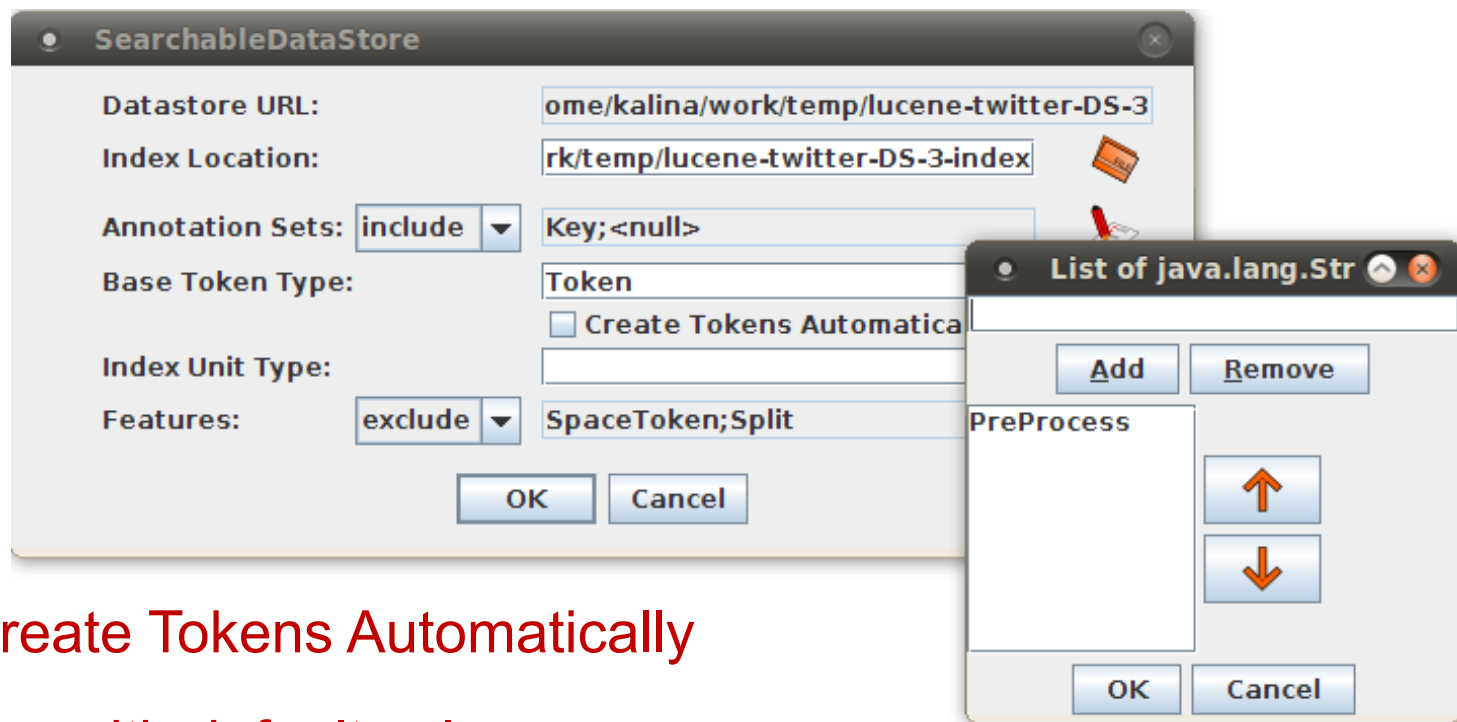 SearchableDataStore
Datastore URL: ome/kalina/work/temp/lucene-twitter-DS-3
Index Location: rk/temp/lucene-twitter-DS-3-index
Annotation Sets: include Key;<null>
Base Token Type: Token
Create Tokens Automatica
Index Unit Type:
Features: exclude SpaceToken;Split
OK Cancel
List of java.lang.Str
Add Remove
PreProcess
OK Cancel
reate Tokens Automatically